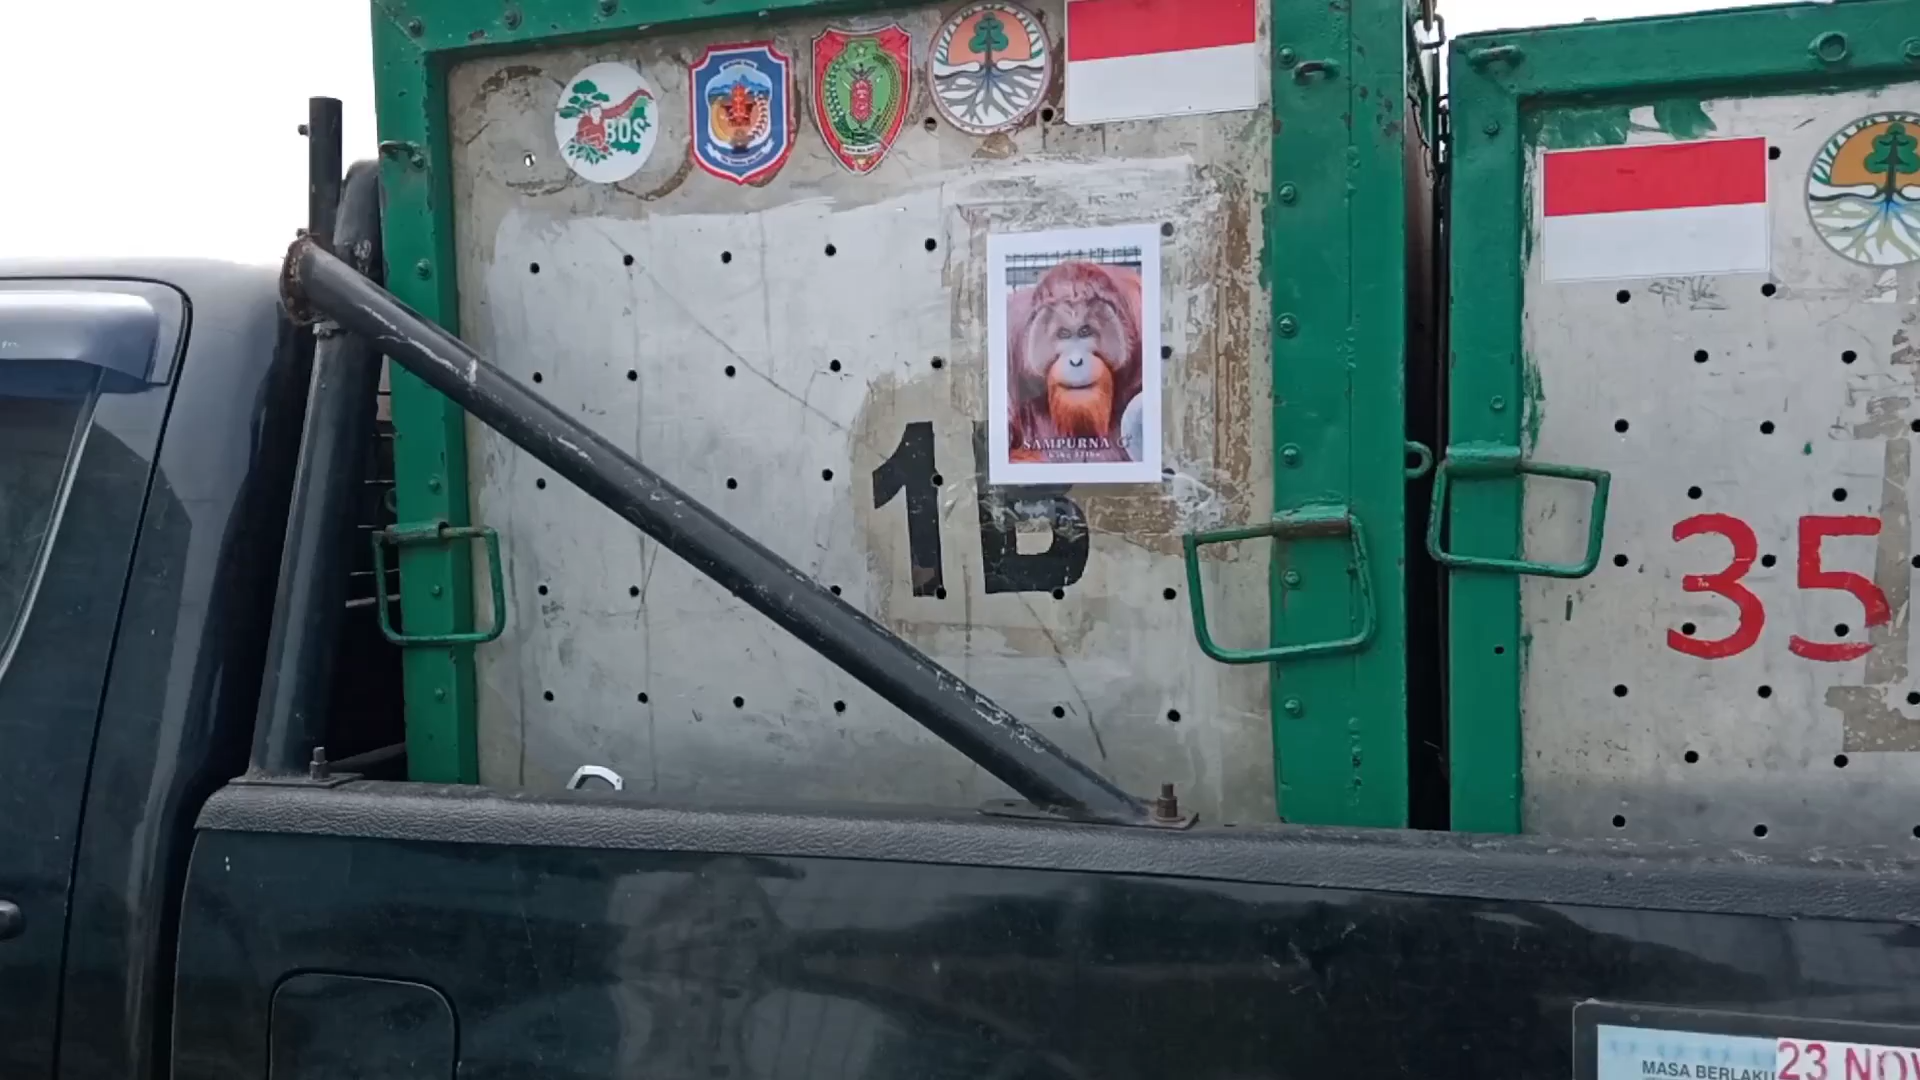 BOS
SAMPURNA
1B
35
MASA BERLAKU
23 NOV